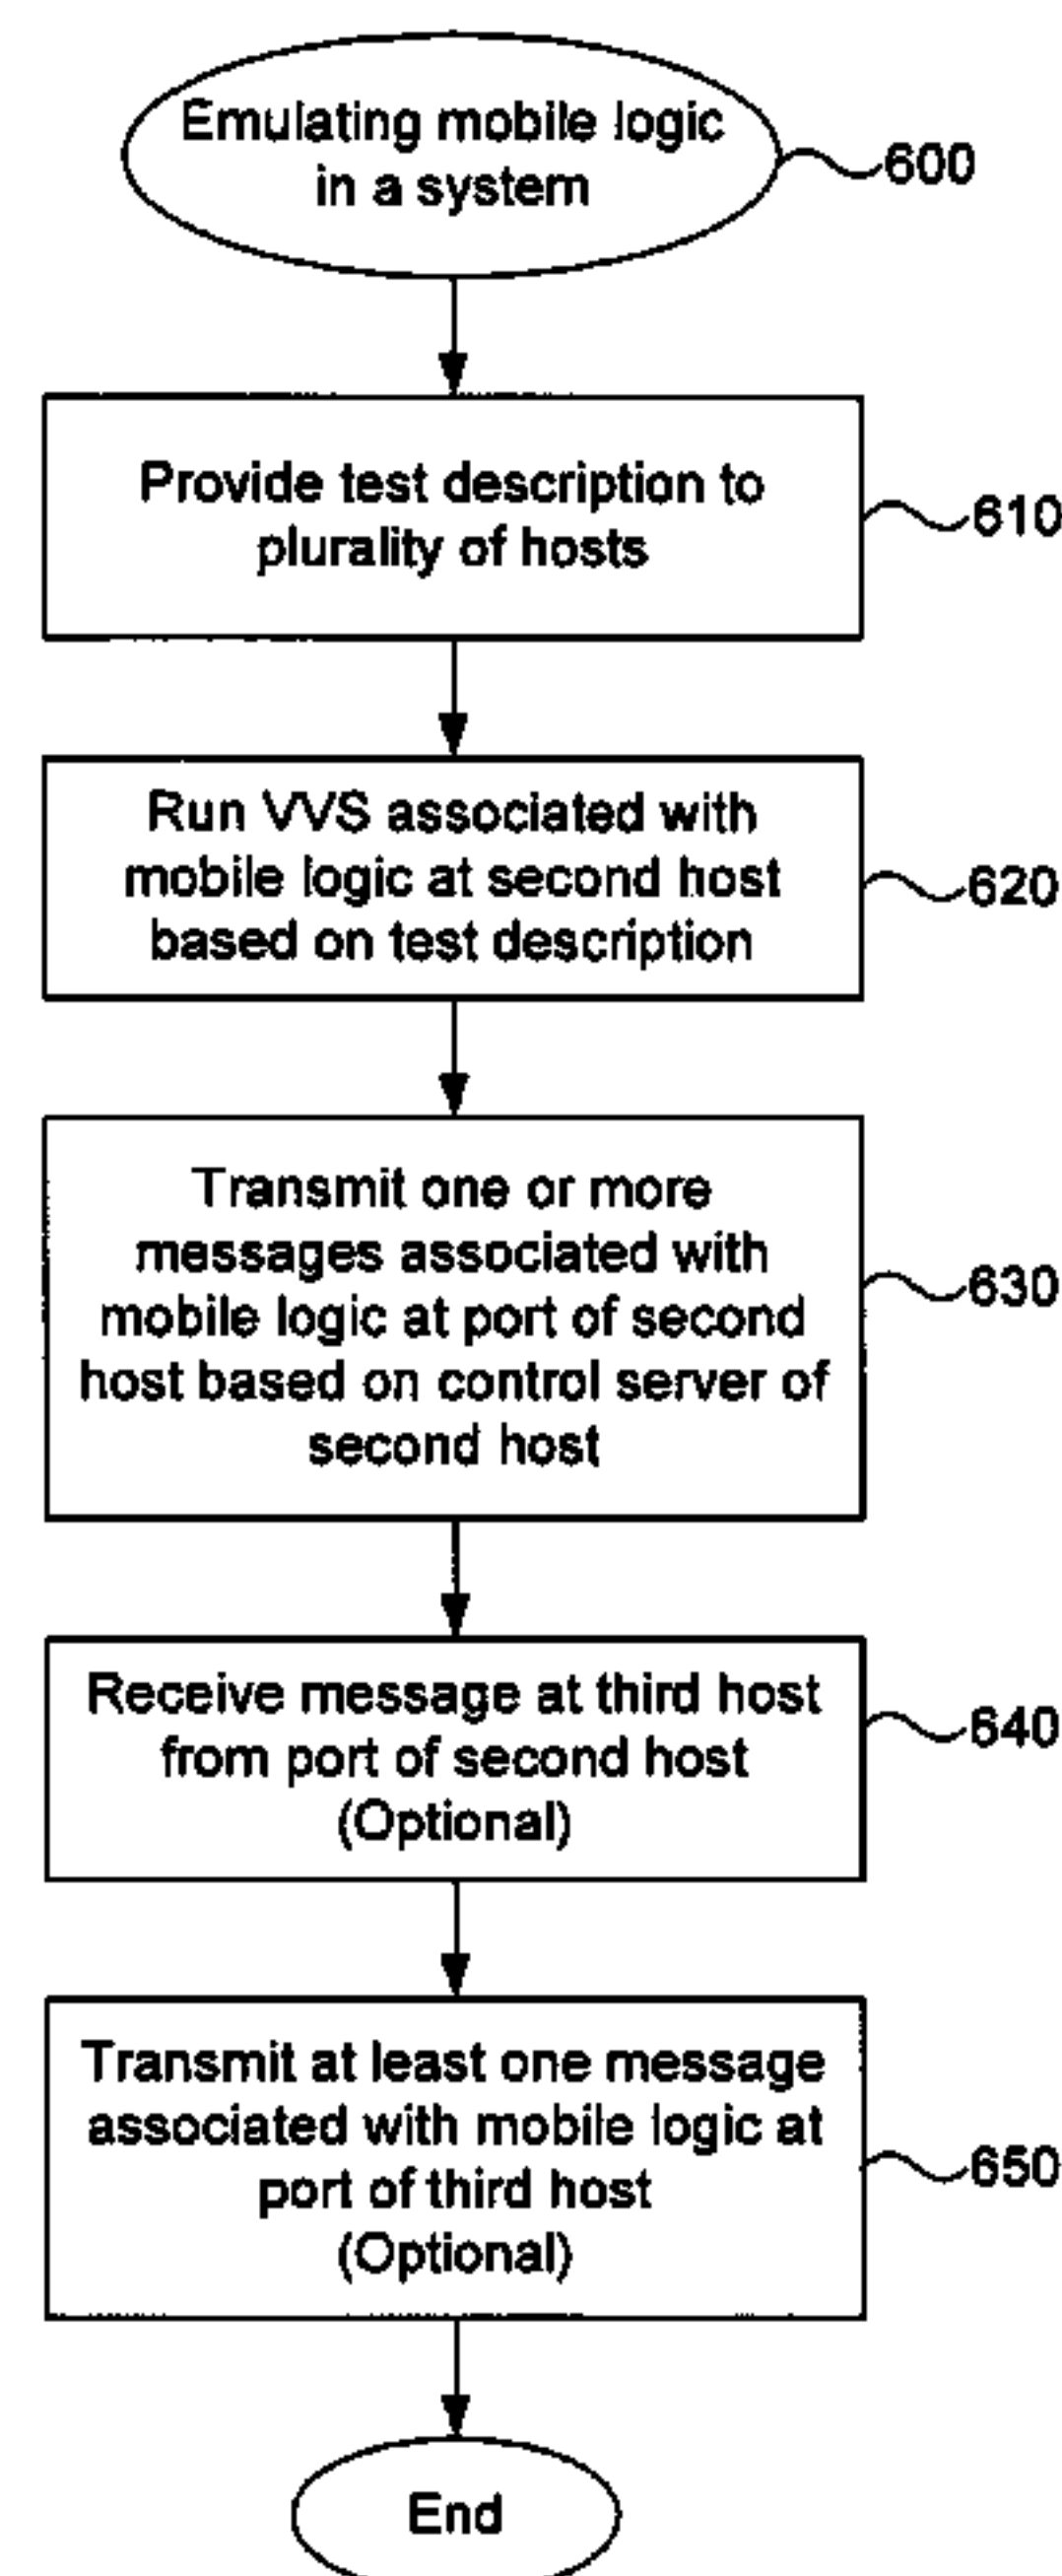 Emulating mobile logic
in a system
600
Provide test description to
plurality of hosts
610
Run VVS associated with
mobile logic at second host
based on test description
620
Transmit one or more
messages associated with
mobile logic at port of second
host based on control server of
second host
630
Receive message at third host
from port of second host
(Optional)
640
Transmit at least one message
associated with mobile logic at
port of third host
(Optional)
650
End